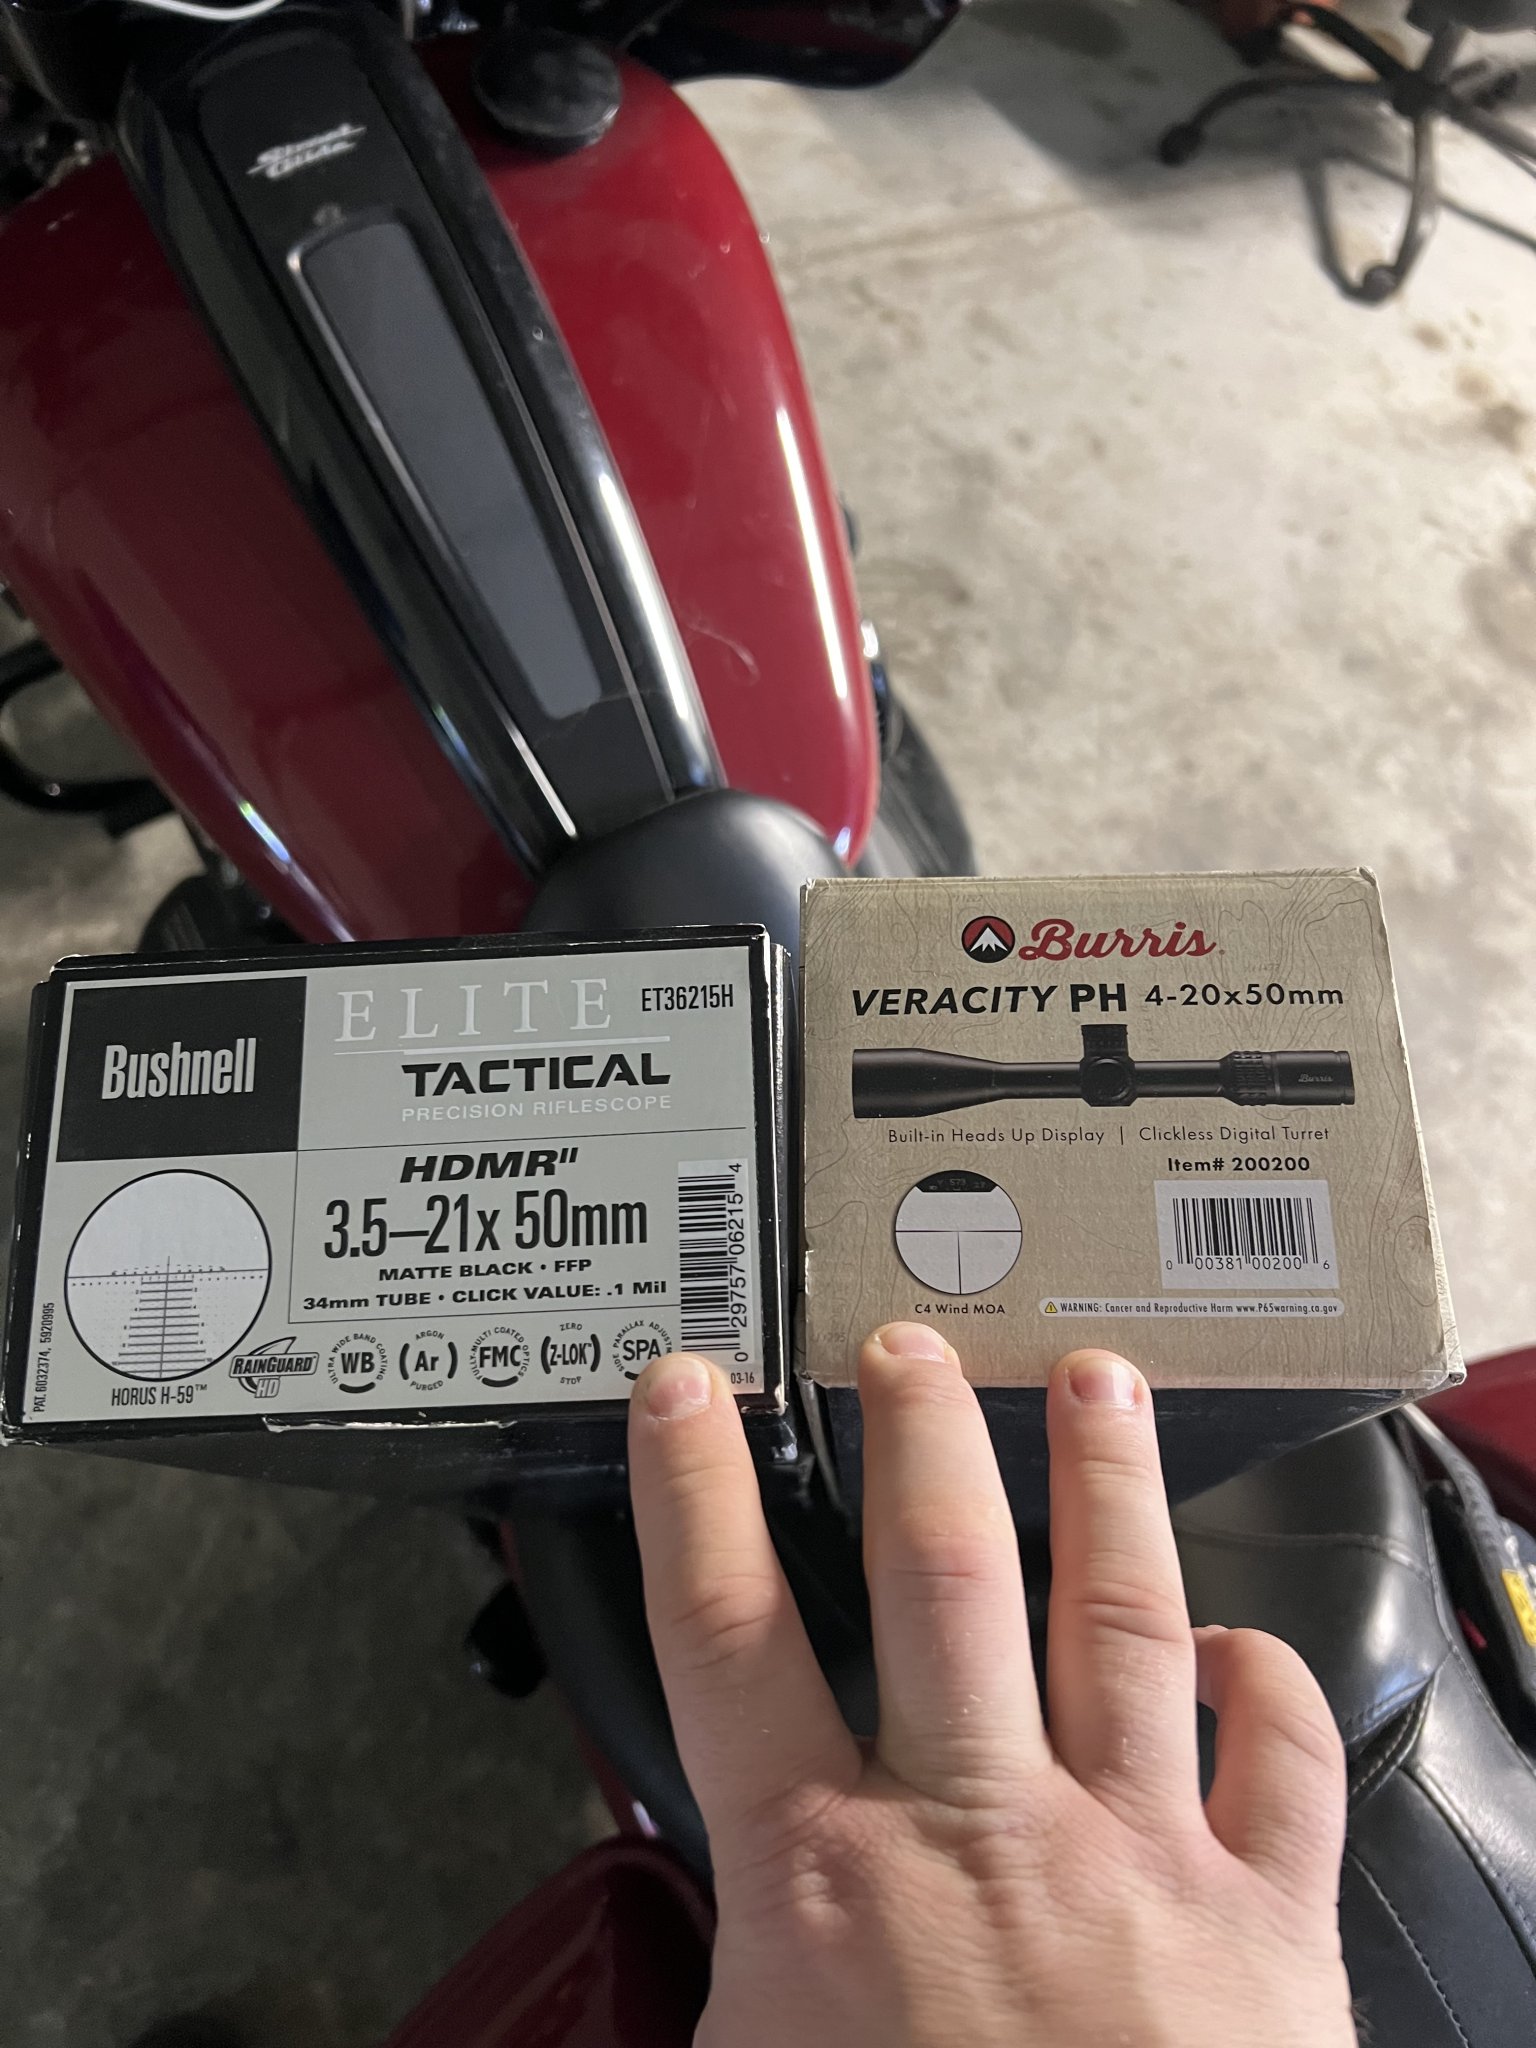 Street
Glide
Bushnell
ELITE
ET36215H
TACTICAL
PRECISION RIFLESCOPE
HDMR"
3.5–21x 50mm
MATTE BLACK • FFP
34mm TUBE • CLICK VALUE: .1 Mil
0 29757 06215 4
PAT. 6032374, 5920995
HORUS H-59™
RAINGUARD HD
ULTRA WIDE BAND COATING
WB
ARGON
(Ar)
PURGED
FULLY-MULTI COATED OPTICS
FMC
ZERO
(Z-LOK™)
STOP
SIDE PARALLAX ADJUST
SPA
03-16
Burris
VERACITY PH 4-20x50mm
Burris
Built-in Heads Up Display | Clickless Digital Turret
Item# 200200
C4 Wind MOA
0 00381 00200 6
WARNING: Cancer and Reproductive Harm www.P65warning.ca.gov